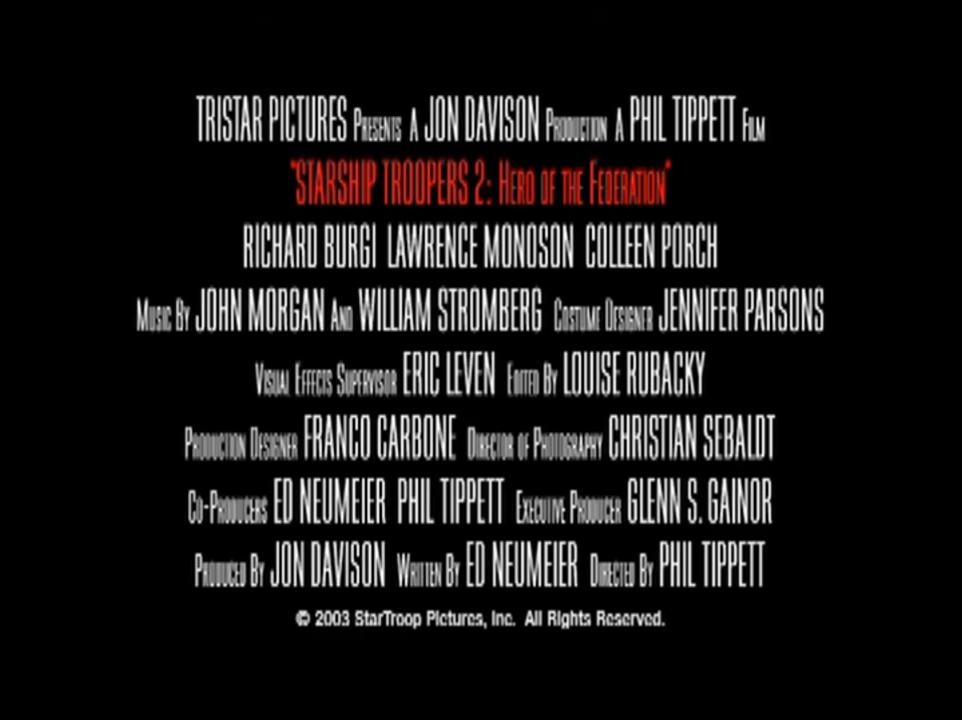 TRISTAR PICTURES PRESENTS A JON DAVISON PRODUCTION A PHIL TIPPETT FILM
"STARSHIP TROOPERS 2: HERO OF THE FEDERATION"
RICHARD BURGI LAWRENCE MONOSON COLLEEN PORCH
MUSIC BY JOHN MORGAN AND WILLIAM STROMBERG COSTUME DESIGNER JENNIFER PARSONS
VISUAL EFFECTS SUPERVISOR ERIC LEVEN EDITED BY LOUISE RUBACKY
PRODUCTION DESIGNER FRANCO CARBONE DIRECTOR OF PHOTOGRAPHY CHRISTIAN SEBALDT
CO-PRODUCERS ED NEUMEIER PHIL TIPPETT EXECUTIVE PRODUCER GLENN S. GAINOR
PRODUCED BY JON DAVISON WRITTEN BY ED NEUMEIER DIRECTED BY PHIL TIPPETT
© 2003 StarTroop Pictures, Inc. All Rights Reserved.